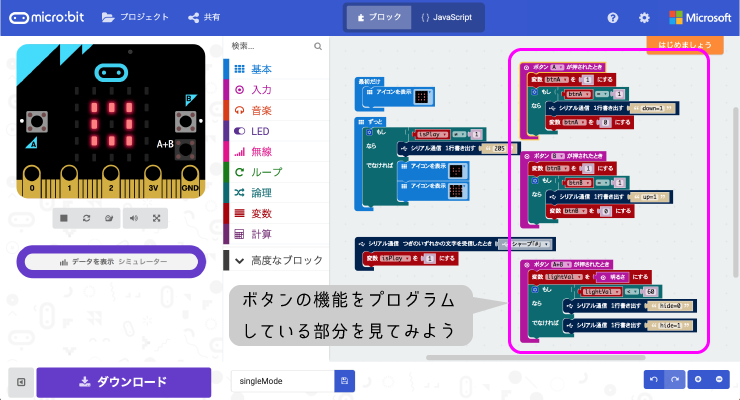 micro:bit
プロジェクト
共有
ブロック
{ } JavaScript
Microsoft
はじめましょう
検索...
基本
入力
音楽
LED
無線
ループ
論理
変数
計算
高度なブロック
B
A
A+B
0 1 2 3V GND
データを表示 シミュレーター
最初だけ
アイコンを表示
ずっと
もし isPlay = 1
なら シリアル通信 1行書き出す 205
でなければ アイコンを表示
アイコンを表示
シリアル通信 つぎのいずれかの文字を受信したとき シャープ「#」
変数 isPlay を 1 にする
ボタン A が押されたとき
変数 btnA を 1 にする
もし btnA = 1
なら シリアル通信 1行書き出す down=1
変数 btnA を 0 にする
ボタン B が押されたとき
変数 btnB を 1 にする
もし btnB = 1
なら シリアル通信 1行書き出す up=1
変数 btnB を 0 にする
ボタン A+B が押されたとき
変数 lightVal を 明るさ にする
もし lightVal < 60
なら シリアル通信 1行書き出す hide=0
でなければ シリアル通信 1行書き出す hide=1
ボタンの機能をプログラム
している部分を見てみよう
ダウンロード
singleMode